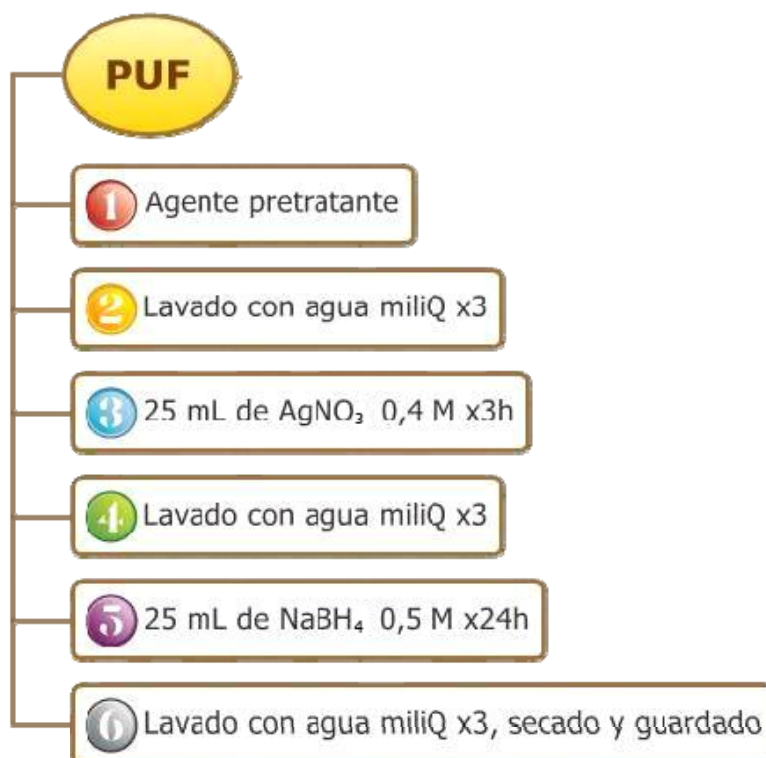 PUF
1 Agente pretratante
2 Lavado con agua miliQ x3
3 25 mL de AgNO₃ 0,4 M x3h
4 Lavado con agua miliQ x3
5 25 mL de NaBH₄ 0,5 M x24h
6 Lavado con agua miliQ x3, secado y guardado